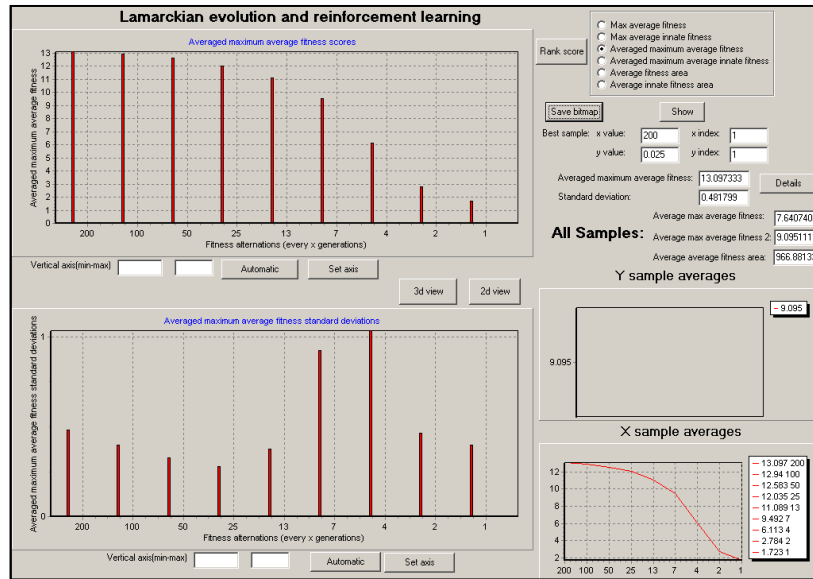 Lamarckian evolution and reinforcement learning
Averaged maximum average fitness scores
Averaged maximum average fitness
13
12
11
10
9
8
7
6
5
4
3
2
1
0
200 100 50 25 13 7 4 2 1
Fitness alternations (every x generations)
Vertical axis(min-max) Automatic Set axis
3d view 2d view
Averaged maximum average fitness standard deviations
Averaged maximum average fitness standard deviations
1
0
200 100 50 25 13 7 4 2 1
Fitness alternations (every x generations)
Vertical axis(min-max) Automatic Set axis
Rank score
Max average fitness
Max average innate fitness
Averaged maximum average fitness
Averaged maximum average innate fitness
Average fitness area
Average innate fitness area
Save bitmap Show
Best sample: x value: 200 x index: 1
y value: 0.025 y index: 1
Averaged maximum average fitness: 13.097333
Standard deviation: 0.481799
Details
All Samples:
Average max average fitness: 7.640740
Average max average fitness 2: 9.095111
Average average fitness area: 966.88133
Y sample averages
9.095
9.095
X sample averages
12
10
8
6
4
2
200 100 50 25 13 7 4 2 1
13.097 200
12.94 100
12.583 50
12.035 25
11.089 13
9.492 7
6.113 4
2.784 2
1.723 1